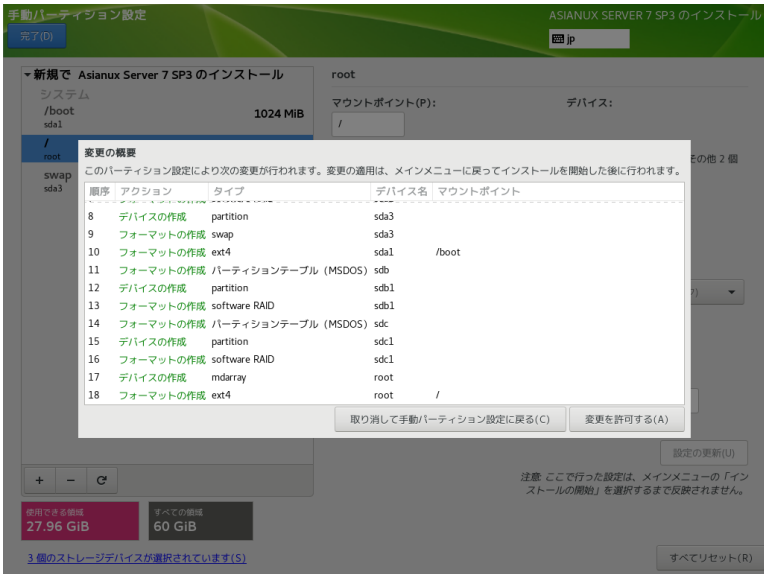 手動パーティション設定
ASIANUX SERVER 7 SP3 のインストール
完了(D)
jp
新規で Asianux Server 7 SP3 のインストール
root
システム
/boot
1024 MiB
sda1
マウントポイント(P):
デバイス:
/
/
root
その他 2 個
swap
sda3
変更の概要
このパーティション設定により次の変更が行われます。変更の適用は、メインメニューに戻ってインストールを開始した後に行われます。
順序 アクション タイプ デバイス名 マウントポイント
8 デバイスの作成 partition sda3
9 フォーマットの作成 swap sda3
10 フォーマットの作成 ext4 sda1 /boot
11 フォーマットの作成 パーティションテーブル (MSDOS) sdb
12 デバイスの作成 partition sdb1
13 フォーマットの作成 software RAID sdb1
14 フォーマットの作成 パーティションテーブル (MSDOS) sdc
15 デバイスの作成 partition sdc1
16 フォーマットの作成 software RAID sdc1
17 デバイスの作成 mdarray root
18 フォーマットの作成 ext4 root /
取り消して手動パーティション設定に戻る(C)
変更を許可する(A)
設定の更新(U)
注意: ここで行った設定は、メインメニューの「イン
ストールの開始」を選択するまで反映されません。
+ − 
使用できる領域
27.96 GiB
すべての領域
60 GiB
3 個のストレージデバイスが選択されています(S)
すべてリセット(R)